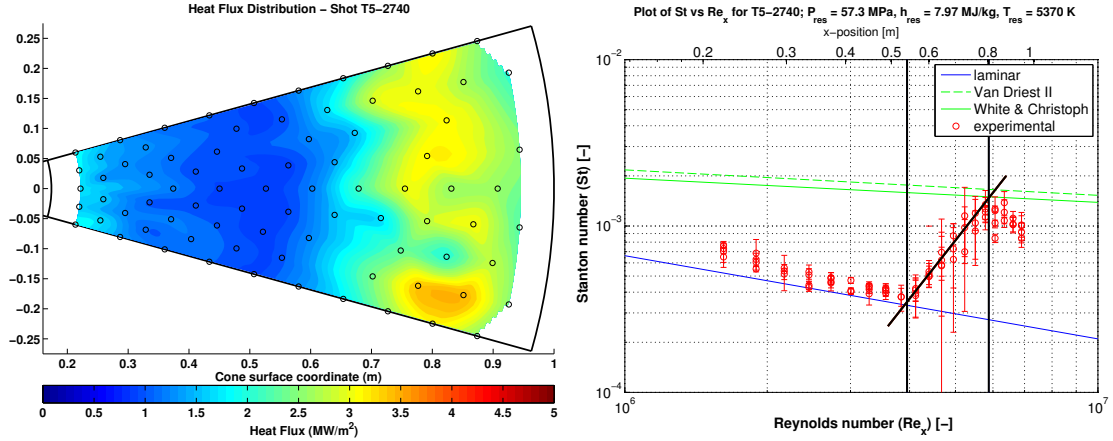 Heat Flux Distribution − Shot T5−2740
0.25
0.2
0.15
0.1
0.05
0
−0.05
−0.1
−0.15
−0.2
−0.25
0.2 0.3 0.4 0.5 0.6 0.7 0.8 0.9 1
Cone surface coordinate (m)
0 0.5 1 1.5 2 2.5 3 3.5 4 4.5 5
Heat Flux (MW/m²)
Plot of St vs Reₓ for T5−2740; P_res = 57.3 MPa, h_res = 7.97 MJ/kg, T_res = 5370 K
x−position [m]
0.2 0.3 0.4 0.5 0.6 0.8 1
laminar
Van Driest II
White & Christoph
experimental
Stanton number (St) [−]
10⁻²
10⁻³
10⁻⁴
10⁶ 10⁷
Reynolds number (Reₓ) [−]